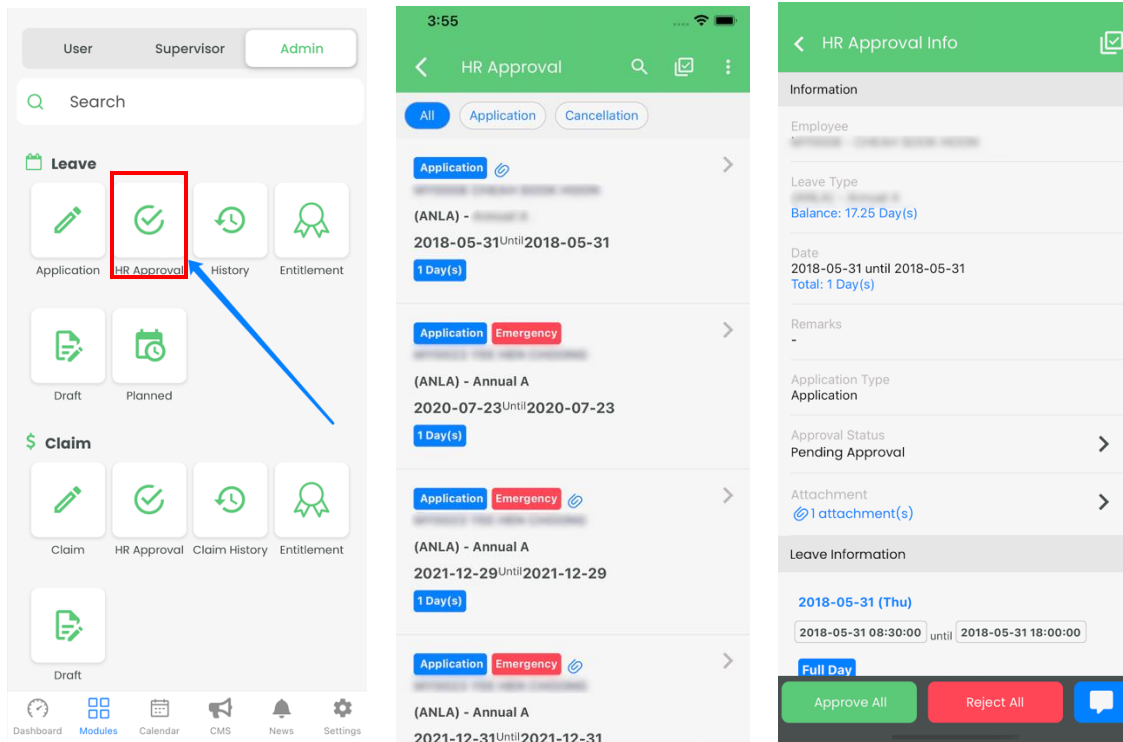 User Supervisor Admin
Search
Leave
Application HR Approval History Entitlement
Draft Planned
$ Claim
Claim HR Approval Claim History Entitlement
Draft
Dashboard Modules Calendar CMS News Settings
3:55
HR Approval
All Application Cancellation
Application
(ANLA) -
2018-05-31Until2018-05-31
1 Day(s)
Application Emergency
(ANLA) - Annual A
2020-07-23Until2020-07-23
1 Day(s)
Application Emergency
(ANLA) - Annual A
2021-12-29Until2021-12-29
1 Day(s)
Application Emergency
(ANLA) - Annual A
2021-12-31Until2021-12-31
HR Approval Info
Information
Employee
Leave Type
Balance: 17.25 Day(s)
Date
2018-05-31 until 2018-05-31
Total: 1 Day(s)
Remarks
-
Application Type
Application
Approval Status
Pending Approval
Attachment
1 attachment(s)
Leave Information
2018-05-31 (Thu)
2018-05-31 08:30:00 until 2018-05-31 18:00:00
Full Day
Approve All Reject All